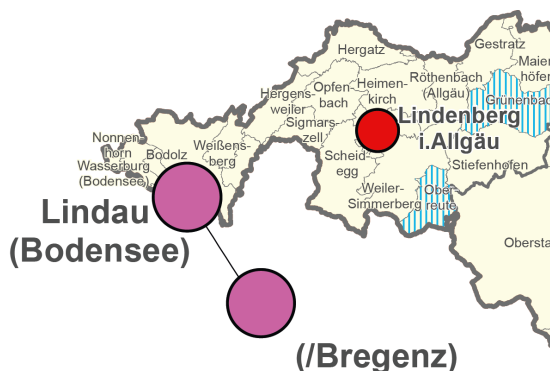 Gestratz
Hergatz
Maier-
höfen
Röthenbach
(Allgäu)
Heimen-
kirch
Opfen-
bach
Grünenbach
Hergens-
weiler
Lindenberg
i.Allgäu
Sigmars-
zell
Nonnen-
horn
Weißens-
berg
Bodolz
Wasserburg
(Bodensee)
Scheid-
egg
Stiefenhofen
Weiler-
Simmerberg
Ober-
reute
Lindau
(Bodensee)
Obersta
(/Bregenz)